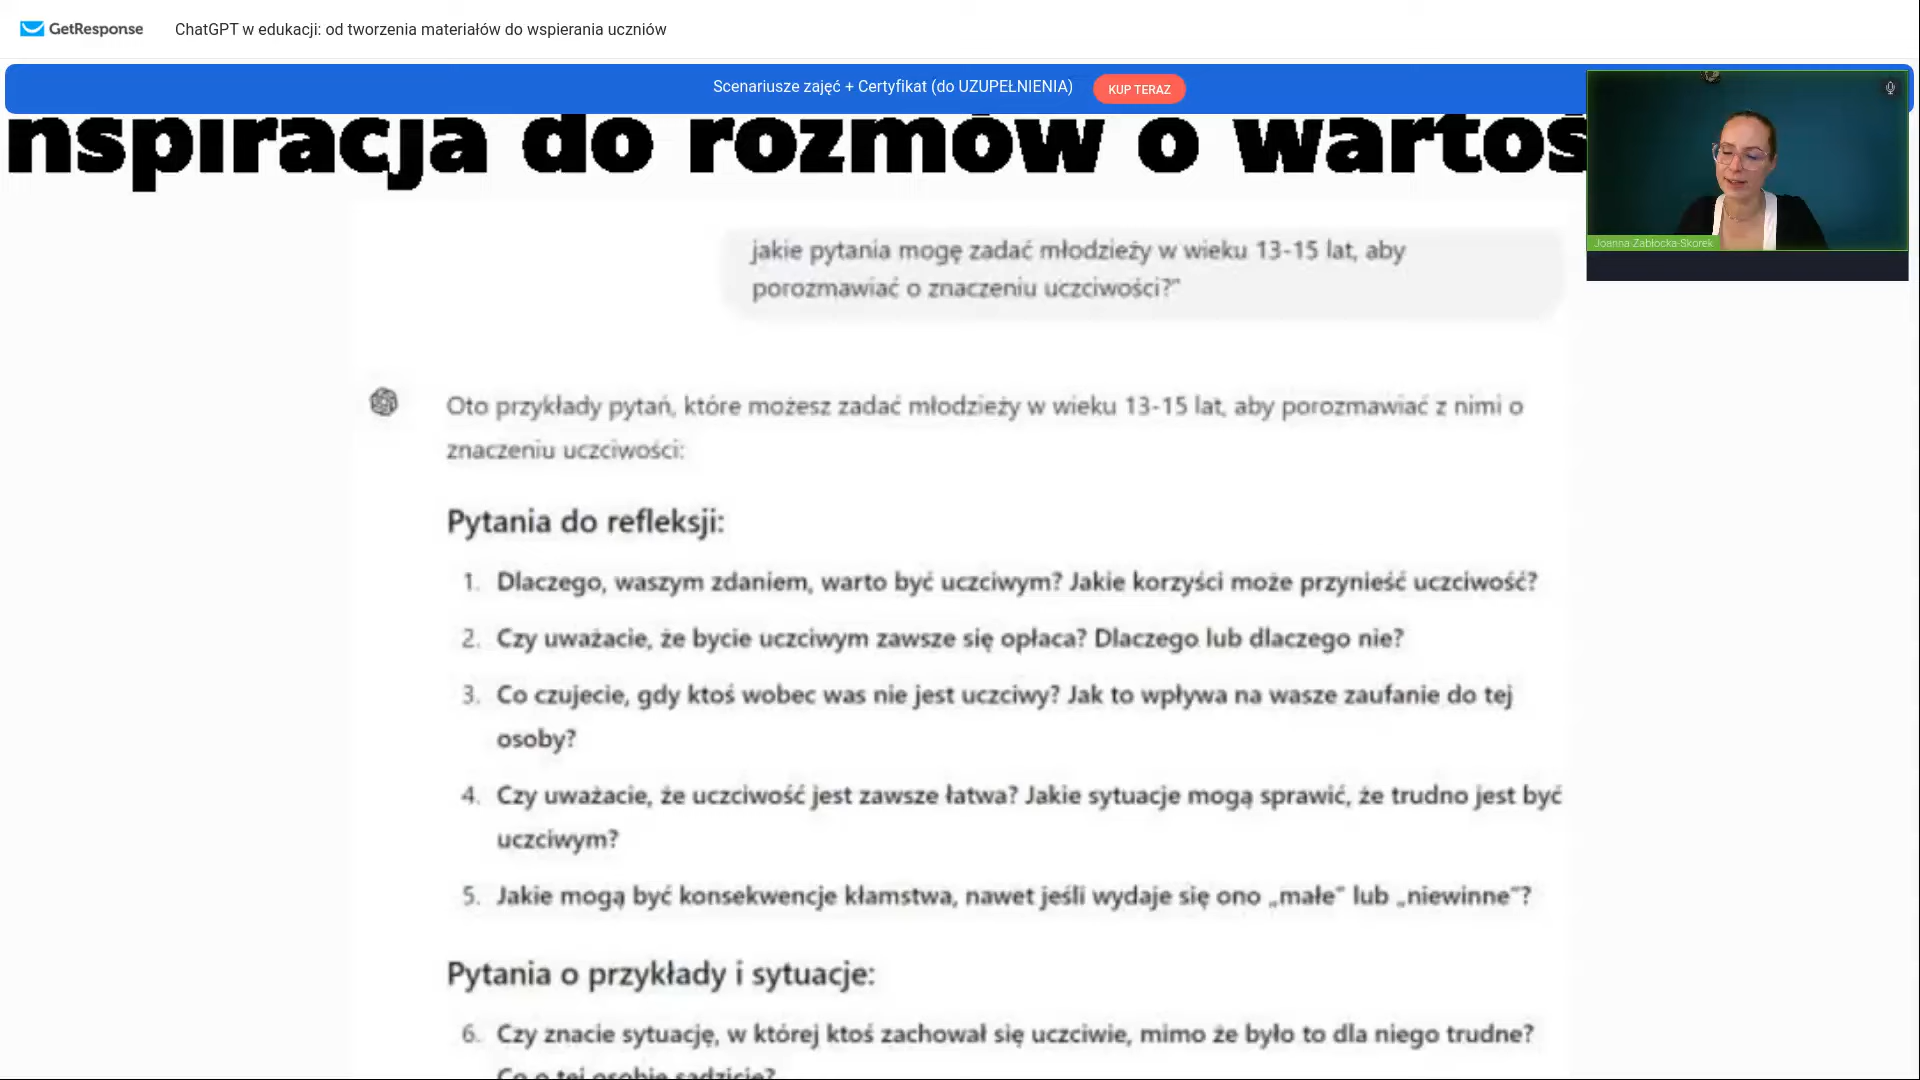 GetResponse
ChatGPT w edukacji: od tworzenia materiałów do wspierania uczniów
Scenariusze zajęć + Certyfikat (do UZUPEŁNIENIA)
KUP TERAZ
nspiracja do rozmów o wartoś
Joanna Zabłocka-Skorek
jakie pytania mogę zadać młodzieży w wieku 13-15 lat, aby
porozmawiać o znaczeniu uczciwości?"
Oto przykłady pytań, które możesz zadać młodzieży w wieku 13-15 lat, aby porozmawiać z nimi o
znaczeniu uczciwości:
Pytania do refleksji:
1. Dlaczego, waszym zdaniem, warto być uczciwym? Jakie korzyści może przynieść uczciwość?
2. Czy uważacie, że bycie uczciwym zawsze się opłaca? Dlaczego lub dlaczego nie?
3. Co czujecie, gdy ktoś wobec was nie jest uczciwy? Jak to wpływa na wasze zaufanie do tej
osoby?
4. Czy uważacie, że uczciwość jest zawsze łatwa? Jakie sytuacje mogą sprawić, że trudno jest być
uczciwym?
5. Jakie mogą być konsekwencje kłamstwa, nawet jeśli wydaje się ono „małe" lub „niewinne"?
Pytania o przykłady i sytuacje:
6. Czy znacie sytuację, w której ktoś zachował się uczciwie, mimo że było to dla niego trudne?
Co o tej osobie sądzicie?